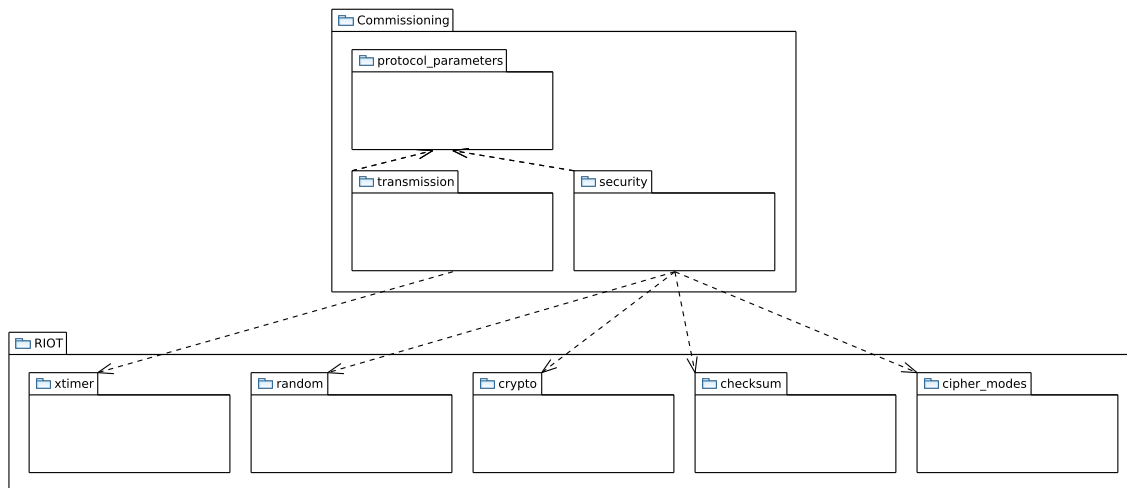 Commissioning
protocol_parameters
transmission
security
RIOT
xtimer
random
crypto
checksum
cipher_modes